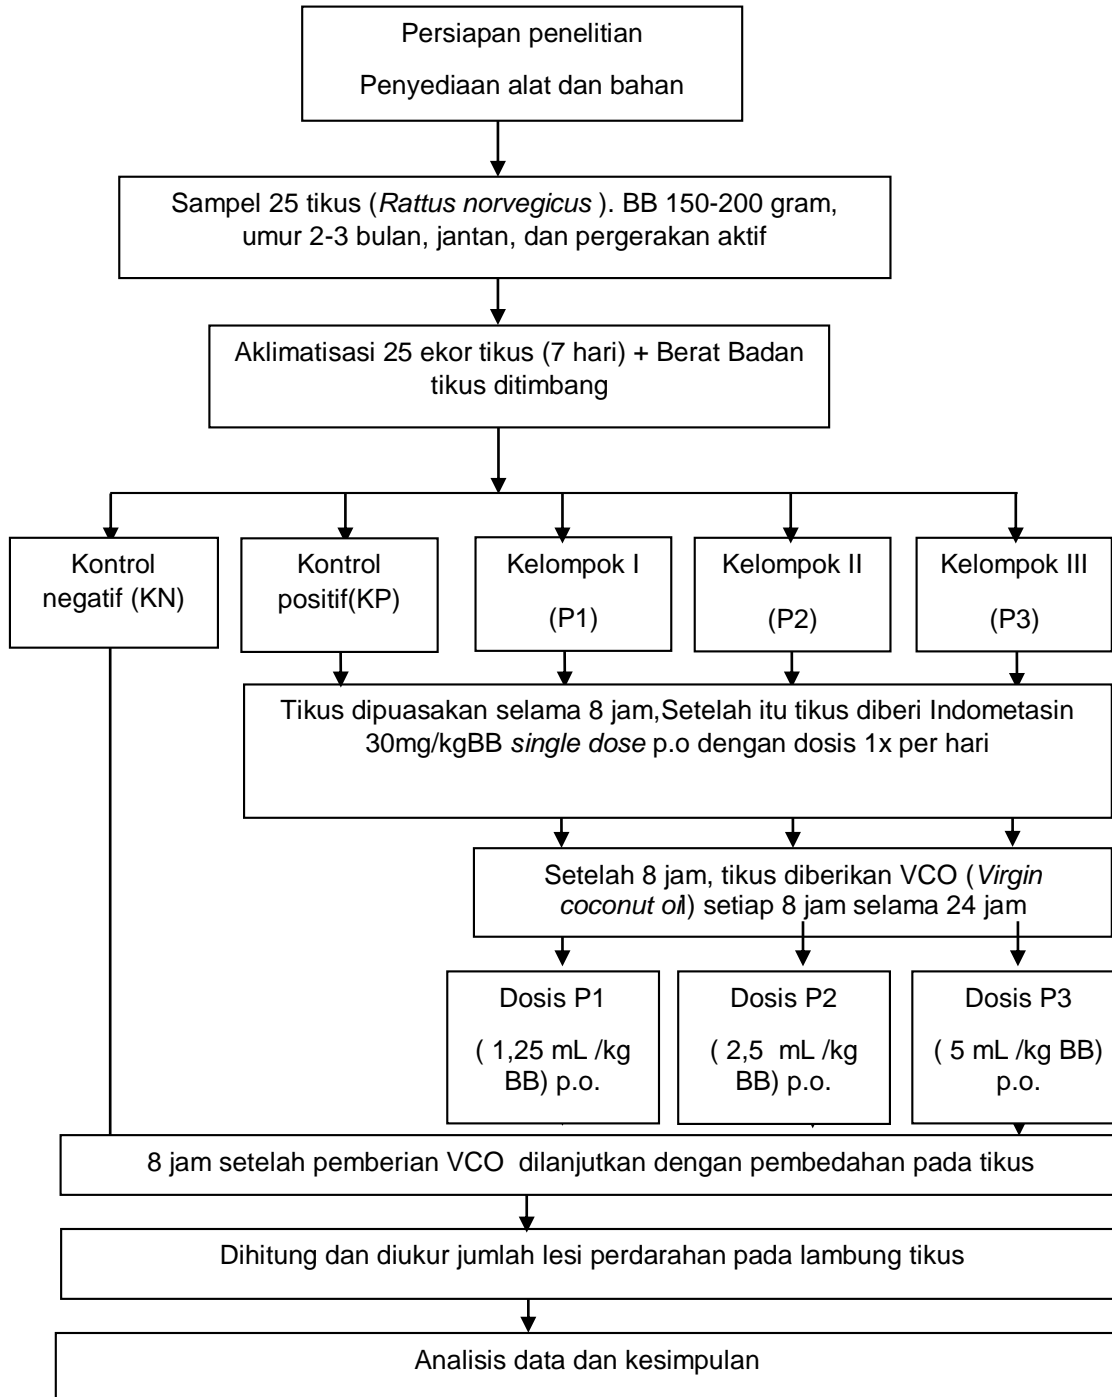 Persiapan penelitian
Penyediaan alat dan bahan
Sampel 25 tikus (Rattus norvegicus ). BB 150-200 gram,
umur 2-3 bulan, jantan, dan pergerakan aktif
Aklimatisasi 25 ekor tikus (7 hari) + Berat Badan
tikus ditimbang
Kontrol
negatif (KN)
Kontrol
positif(KP)
Kelompok I
(P1)
Kelompok II
(P2)
Kelompok III
(P3)
Tikus dipuasakan selama 8 jam,Setelah itu tikus diberi Indometasin
30mg/kgBB single dose p.o dengan dosis 1x per hari
Setelah 8 jam, tikus diberikan VCO (Virgin
coconut oil) setiap 8 jam selama 24 jam
Dosis P1
( 1,25 mL /kg
BB) p.o.
Dosis P2
( 2,5 mL /kg
BB) p.o.
Dosis P3
( 5 mL /kg BB)
p.o.
8 jam setelah pemberian VCO dilanjutkan dengan pembedahan pada tikus
Dihitung dan diukur jumlah lesi perdarahan pada lambung tikus
Analisis data dan kesimpulan